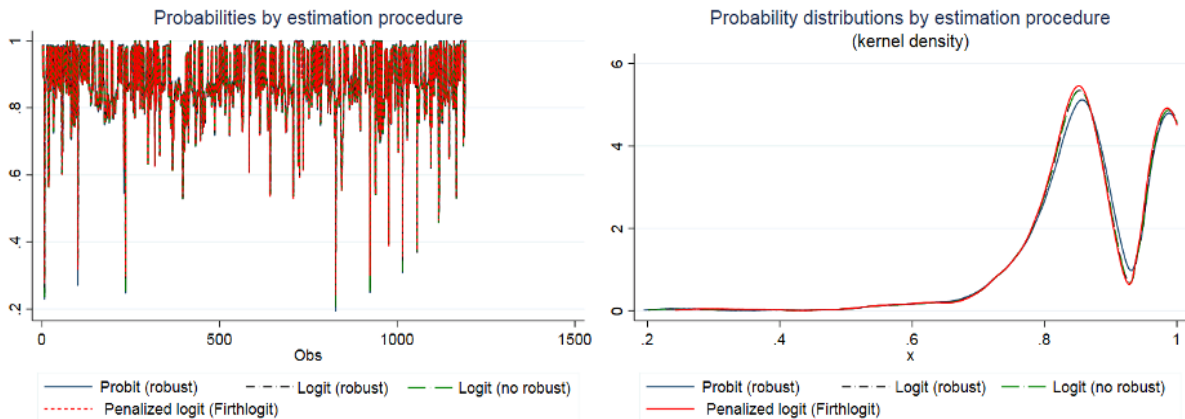 Probabilities by estimation procedure
1
.8
.6
.4
.2
0
500
1000
1500
Obs
Probit (robust)
Logit (robust)
Logit (no robust)
Penalized logit (Firthlogit)
Probability distributions by estimation procedure
(kernel density)
6
4
2
0
.2
.4
.6
.8
1
x
Probit (robust)
Logit (robust)
Logit (no robust)
Penalized logit (Firthlogit)